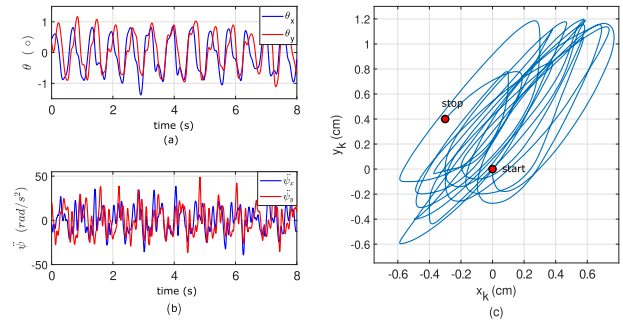 θx
θy
θ (○)
1
0
-1
0
2
4
6
8
time (s)
(a)
ψ̈x
ψ̈y
ψ̈ (rad/s²)
50
0
-50
0
2
4
6
8
time (s)
(b)
1.2
1
0.8
0.6
0.4
0.2
0
-0.2
-0.4
-0.6
yk (cm)
stop
start
-0.6
-0.4
-0.2
0
0.2
0.4
0.6
xk (cm)
(c)